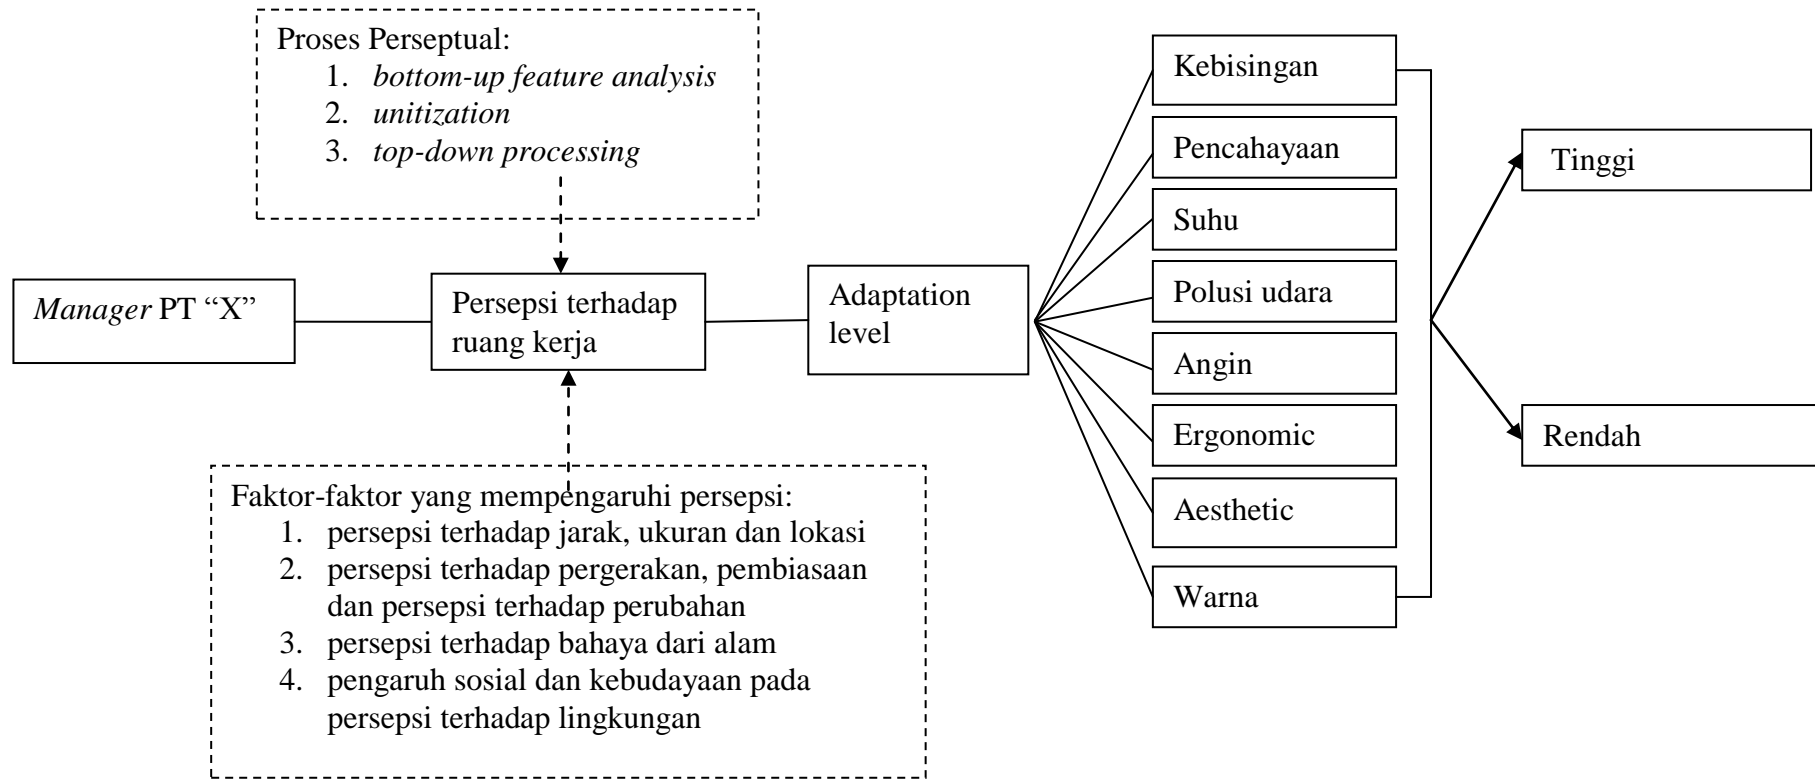 Proses Perseptual:
1. bottom-up feature analysis
2. unitization
3. top-down processing
Manager PT “X”
Persepsi terhadap
ruang kerja
Faktor-faktor yang mempengaruhi persepsi:
1. persepsi terhadap jarak, ukuran dan lokasi
2. persepsi terhadap pergerakan, pembiasaan
dan persepsi terhadap perubahan
3. persepsi terhadap bahaya dari alam
4. pengaruh sosial dan kebudayaan pada
persepsi terhadap lingkungan
Adaptation
level
Kebisingan
Pencahayaan
Suhu
Polusi udara
Angin
Ergonomic
Aesthetic
Warna
Tinggi
Rendah